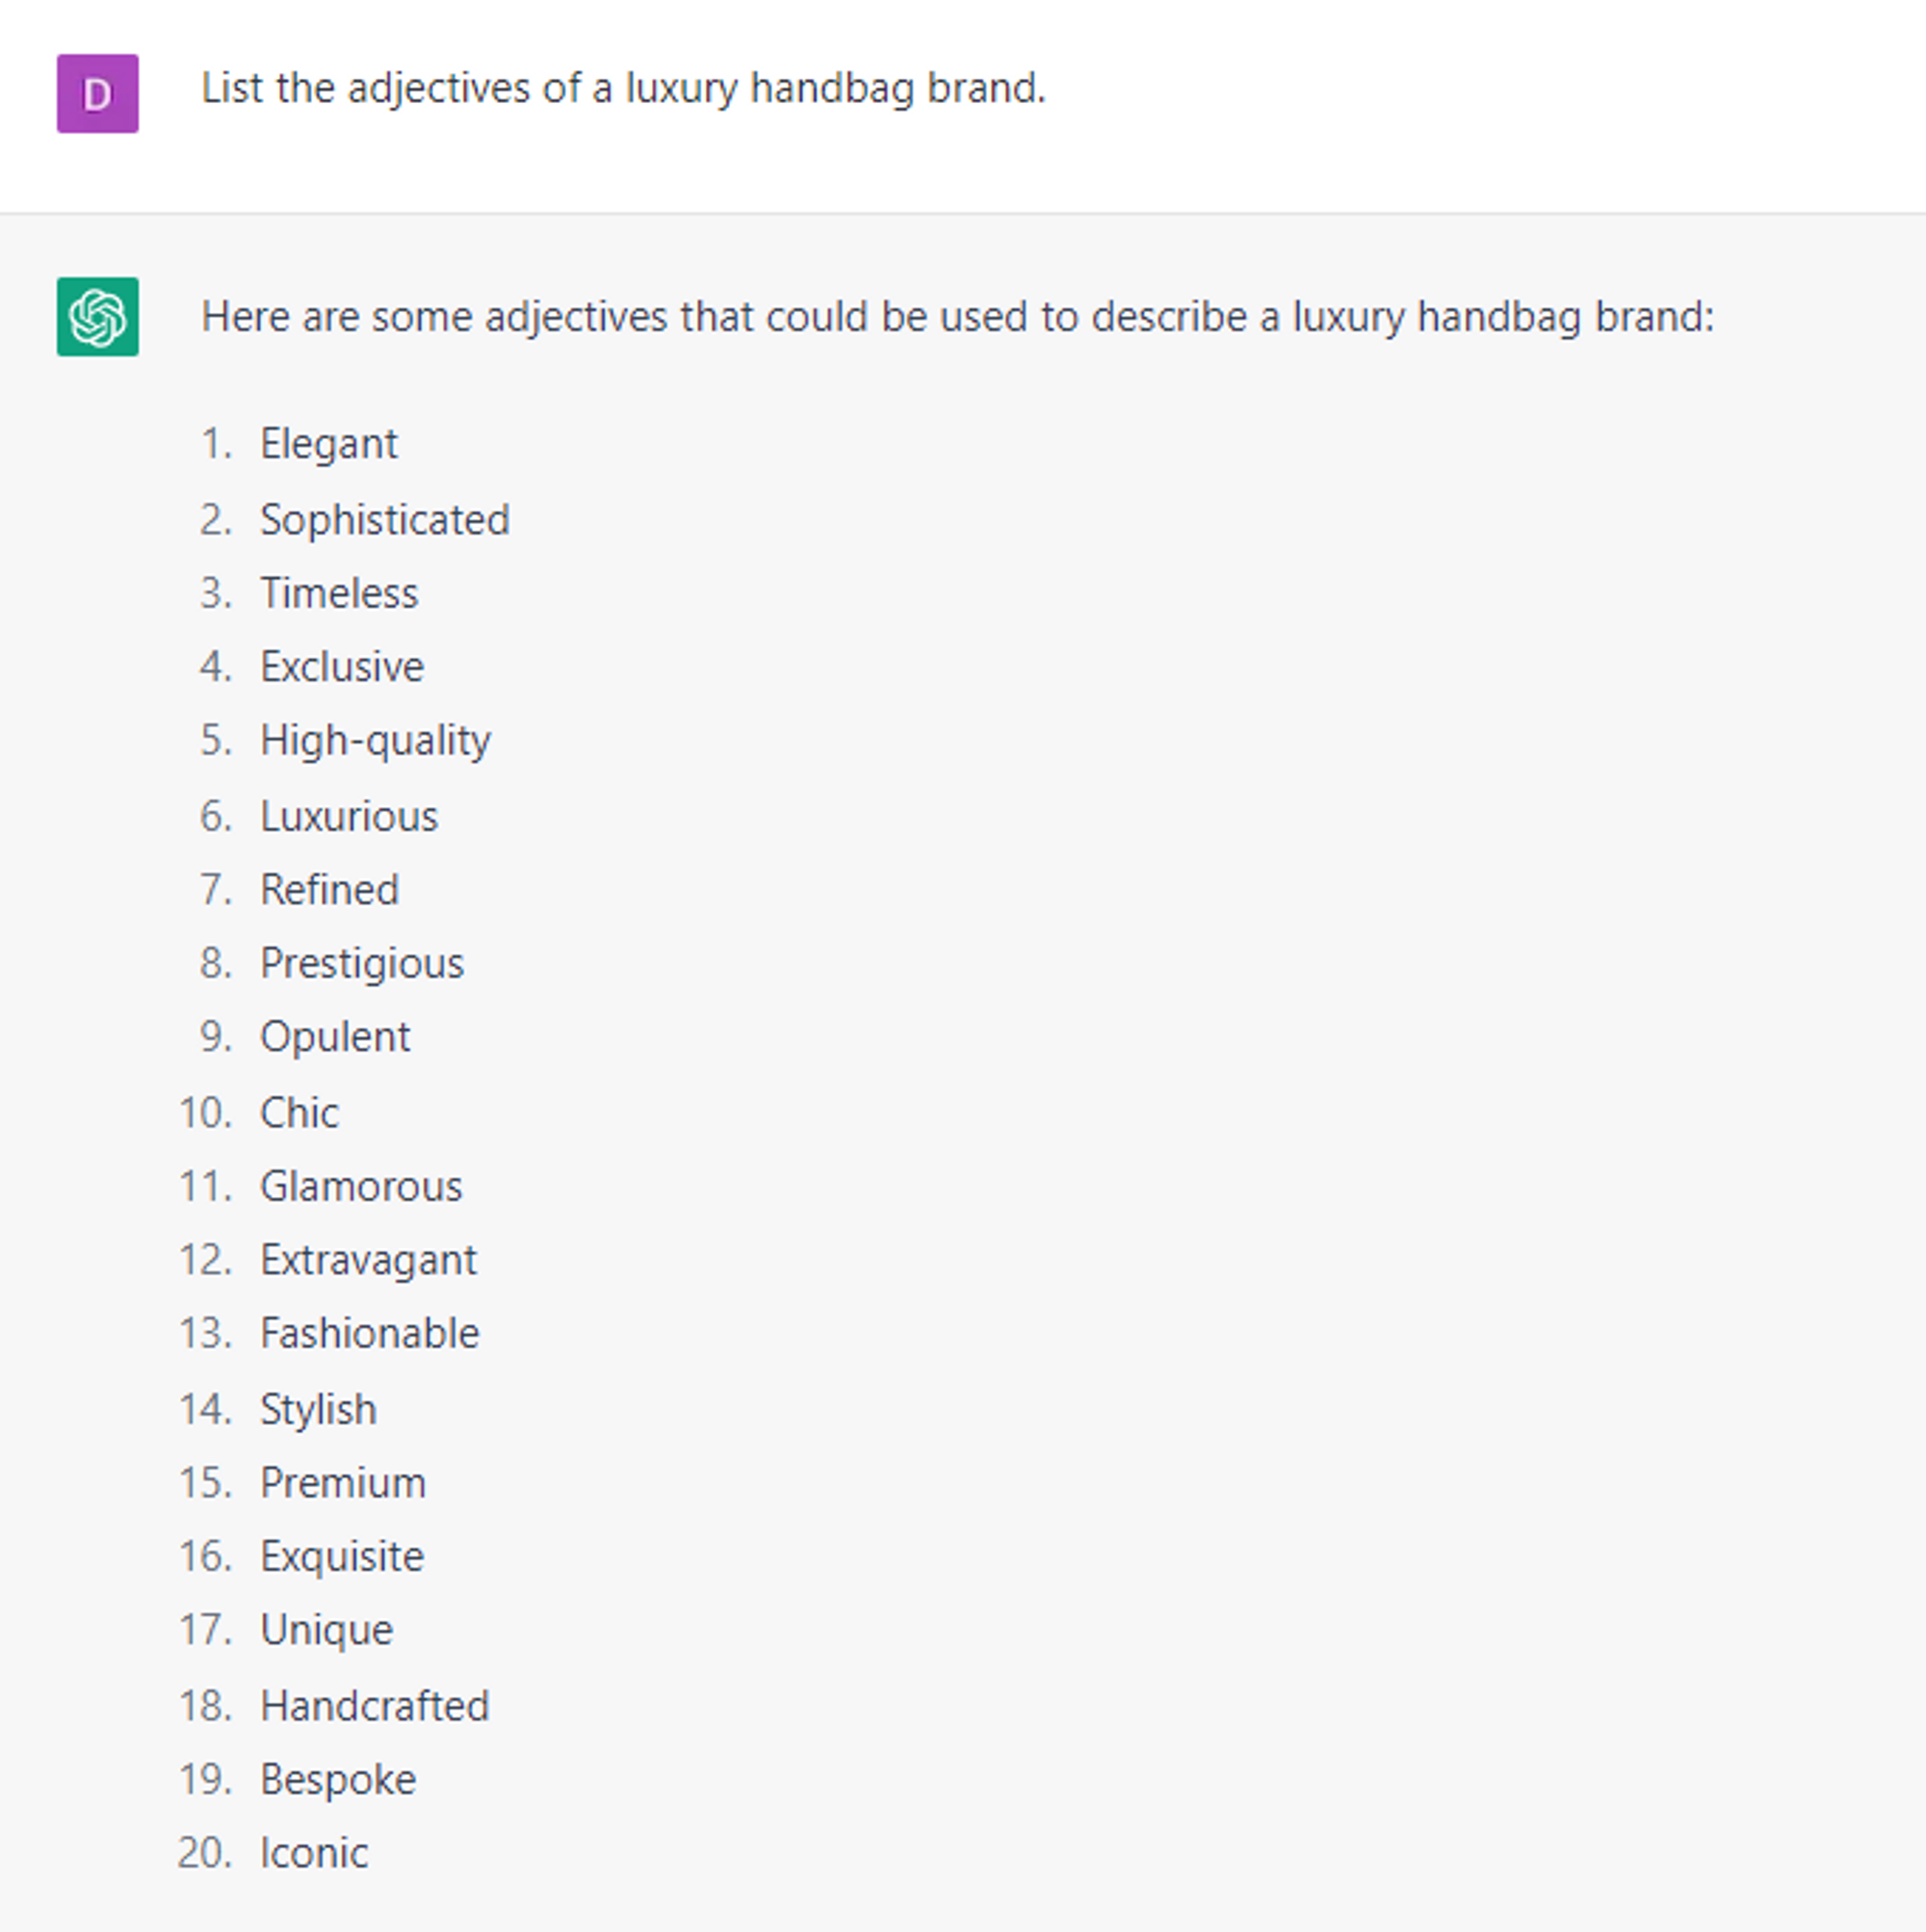 D
List the adjectives of a luxury handbag brand.
Here are some adjectives that could be used to describe a luxury handbag brand:
1. Elegant
2. Sophisticated
3. Timeless
4. Exclusive
5. High-quality
6. Luxurious
7. Refined
8. Prestigious
9. Opulent
10. Chic
11. Glamorous
12. Extravagant
13. Fashionable
14. Stylish
15. Premium
16. Exquisite
17. Unique
18. Handcrafted
19. Bespoke
20. Iconic